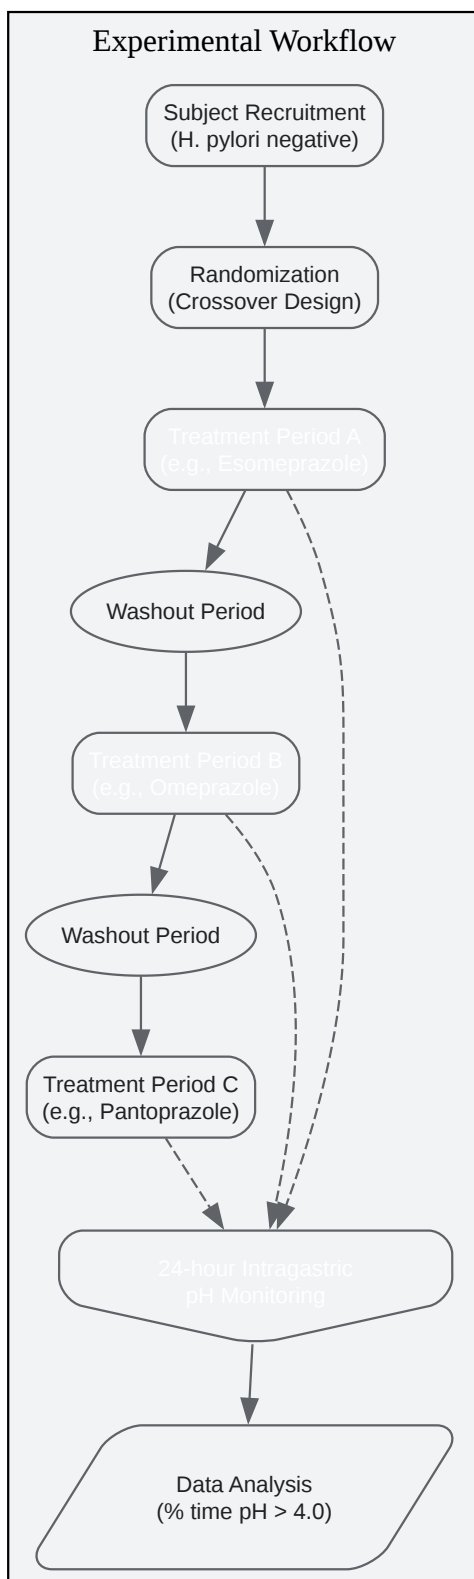 Experimental Workflow
Subject Recruitment
(H. pylori negative)
Randomization
(Crossover Design)
Treatment Period A
(e.g., Esomeprazole)
Washout Period
Treatment Period B
(e.g., Omeprazole)
Washout Period
Treatment Period C
(e.g., Pantoprazole)
24-hour Intragastric
pH Monitoring
Data Analysis
(% time pH > 4.0)